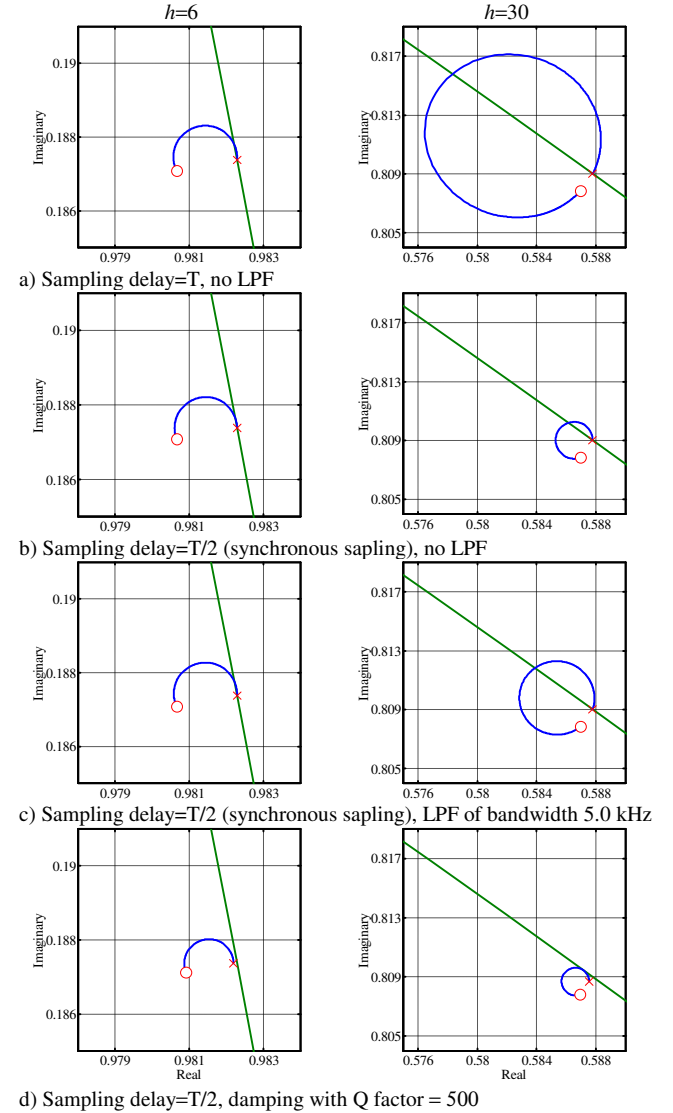 h=6 h=30
0.19
0.188
0.186
Imaginary
0.979 0.981 0.983
0.817
0.813
0.809
0.805
Imaginary
0.576 0.58 0.584 0.588
a) Sampling delay=T, no LPF
0.19
0.188
0.186
Imaginary
0.979 0.981 0.983
0.817
0.813
0.809
0.805
Imaginary
0.576 0.58 0.584 0.588
b) Sampling delay=T/2 (synchronous sapling), no LPF
0.19
0.188
0.186
Imaginary
0.979 0.981 0.983
0.817
0.813
0.809
0.805
Imaginary
0.576 0.58 0.584 0.588
c) Sampling delay=T/2 (synchronous sapling), LPF of bandwidth 5.0 kHz
0.19
0.188
0.186
Imaginary
0.979 0.981 0.983
Real
0.817
0.813
0.809
0.805
Imaginary
0.576 0.58 0.584 0.588
Real
d) Sampling delay=T/2, damping with Q factor = 500